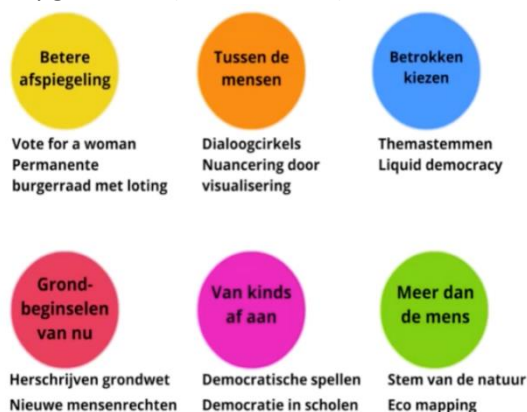 Betere
afspiegeling
Vote for a woman
Permanente
burgerraad met loting
Tussen de
mensen
Dialoogcirkels
Nuancering door
visualisering
Betrokken
kiezen
Themastemmen
Liquid democracy
Grond-
beginselen
van nu
Herschrijven grondwet
Nieuwe mensenrechten
Van kinds
af aan
Democratische spellen
Democratie in scholen
Meer dan
de mens
Stem van de natuur
Eco mapping